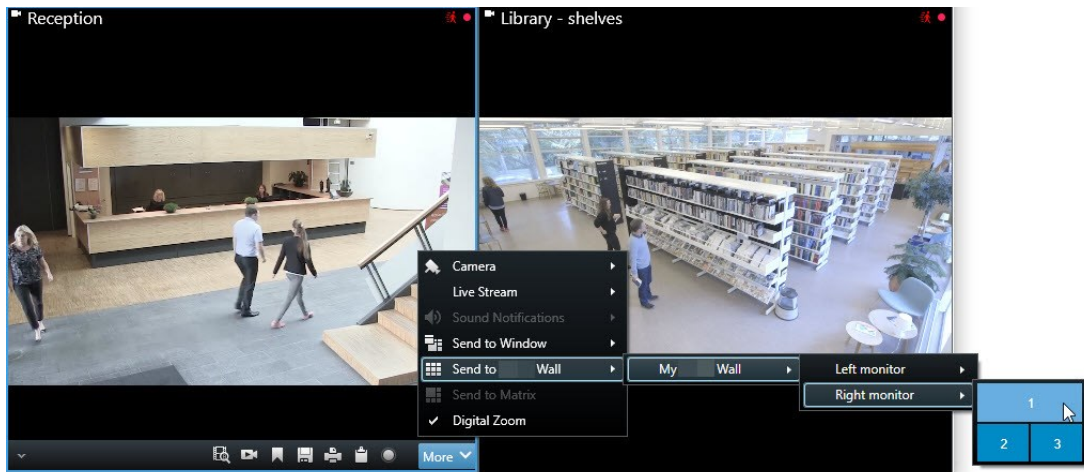 Reception
Library - shelves
Camera
Live Stream
Sound Notifications
Send to Window
Send to Wall
My Wall
Left monitor
Send to Matrix
Right monitor
1
Digital Zoom
2 3
More